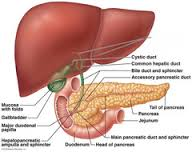 Cystic duct
Common hepatic duct
Bile duct and sphincter
Accessory pancreatic duct
Mucosa
with folds
Gallbladder
Major duodenal
papilla
Hepatopancreatic
ampulla and sphincter
Duodenum
Tail of pancreas
Pancreas
Jejunum
Main pancreatic duct and sphincter
Head of pancreas